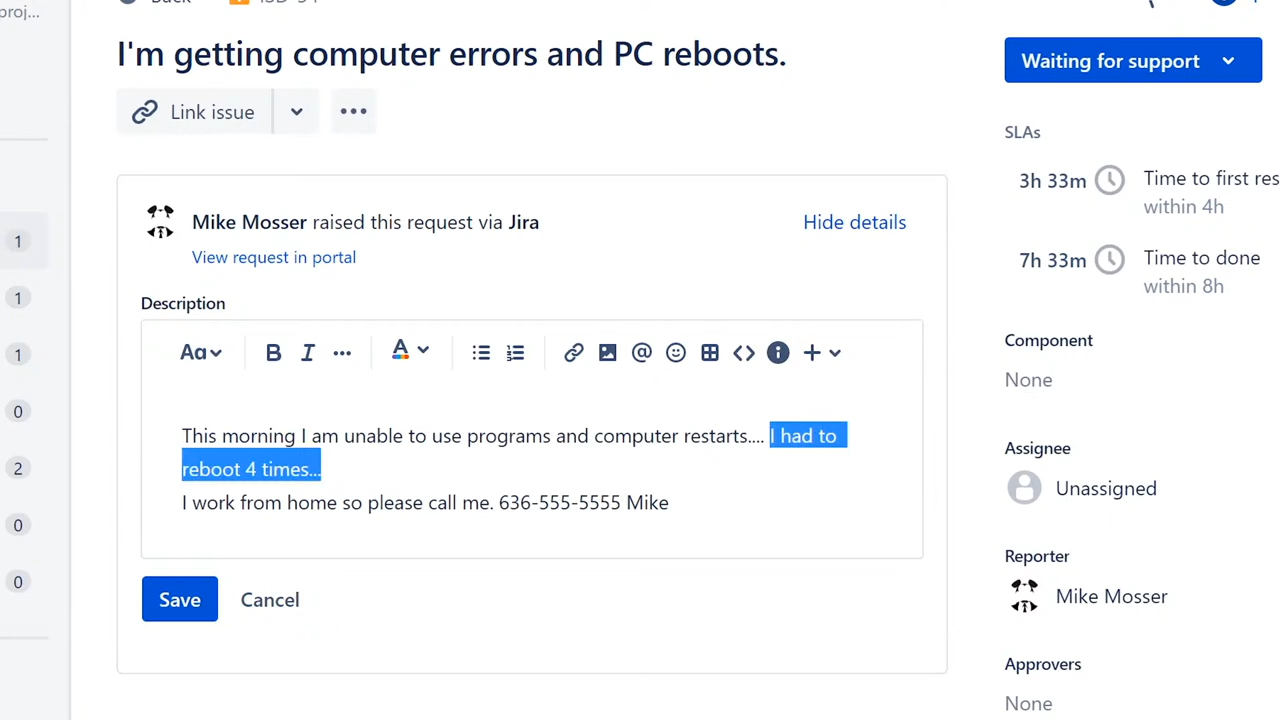 proj...
Back
I'm getting computer errors and PC reboots.
Waiting for support
Link issue
SLAs
3h 33m Time to first res
within 4h
Mike Mosser raised this request via Jira
Hide details
View request in portal
7h 33m Time to done
within 8h
Description
Component
None
Aa B I A
This morning I am unable to use programs and computer restarts.... I had to
reboot 4 times...
I work from home so please call me. 636-555-5555 Mike
Assignee
Unassigned
Reporter
Mike Mosser
Save Cancel
Approvers
None
1
1
1
0
2
0
0